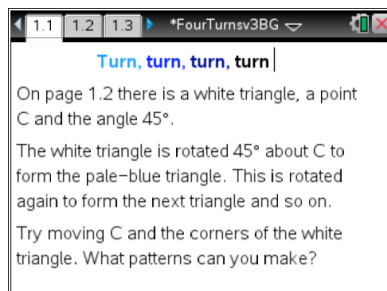 1.1 1.2 1.3 *FourTurnsv3BG
Turn, turn, turn, turn
On page 1.2 there is a white triangle, a point
C and the angle 45°.
The white triangle is rotated 45° about C to
form the pale-blue triangle. This is rotated
again to form the next triangle and so on.
Try moving C and the corners of the white
triangle. What patterns can you make?